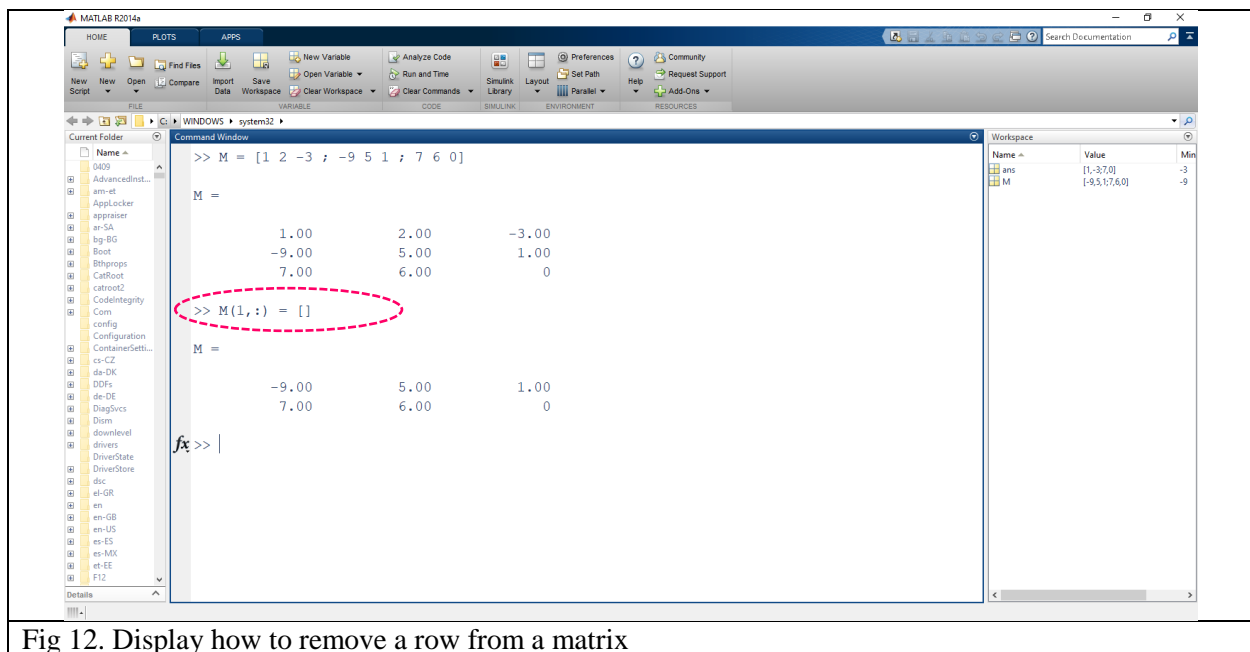 MATLAB R2014a
HOME PLOTS APPS
Search Documentation
New Script
New
Open
Find Files
Compare
Import Data
Save Workspace
New Variable
Open Variable
Clear Workspace
Analyze Code
Run and Time
Clear Commands
Simulink Library
Layout
Preferences
Set Path
Parallel
Help
Community
Request Support
Add-Ons
FILE VARIABLE CODE SIMULINK ENVIRONMENT RESOURCES
C: WINDOWS system32
Current Folder
Name
0409
AdvancedInst...
am-et
AppLocker
appraiser
ar-SA
bg-BG
Boot
Bthprops
CatRoot
catroot2
CodeIntegrity
Com
config
Configuration
ContainerSetti...
cs-CZ
da-DK
DDFs
de-DE
DiagSvcs
Dism
downlevel
drivers
DriverState
DriverStore
dsc
el-GR
en
en-GB
en-US
es-ES
es-MX
et-EE
F12
Details
Command Window
>> M = [1 2 -3 ; -9 5 1 ; 7 6 0]
M =
1.00 2.00 -3.00
-9.00 5.00 1.00
7.00 6.00 0
>> M(1,:) = []
M =
-9.00 5.00 1.00
7.00 6.00 0
fx >>
Workspace
Name Value Min
ans [1,-3;7,0] -3
M [-9,5,1;7,6,0] -9
Fig 12. Display how to remove a row from a matrix